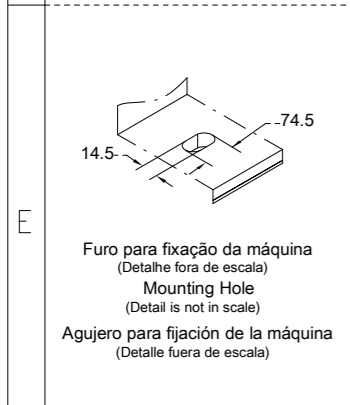 74.5
14.5
E
Furo para fixação da máquina
(Detalhe fora de escala)
Mounting Hole
(Detail is not in scale)
Agujero para fijación de la máquina
(Detalle fuera de escala)